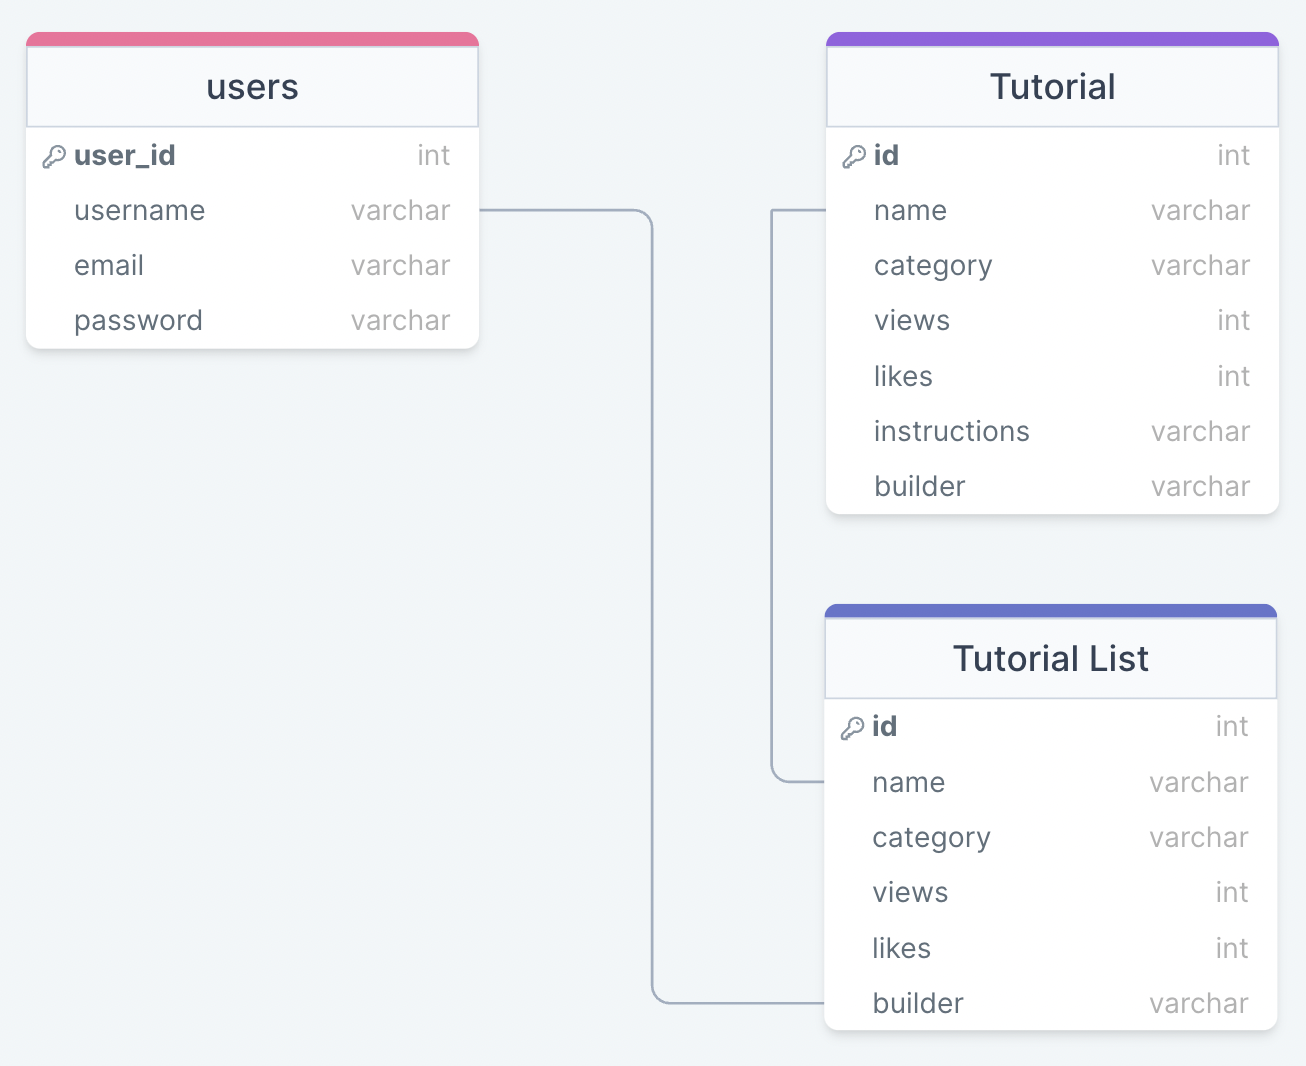 users
user_id int
username varchar
email varchar
password varchar
Tutorial
id int
name varchar
category varchar
views int
likes int
instructions varchar
builder varchar
Tutorial List
id int
name varchar
category varchar
views int
likes int
builder varchar